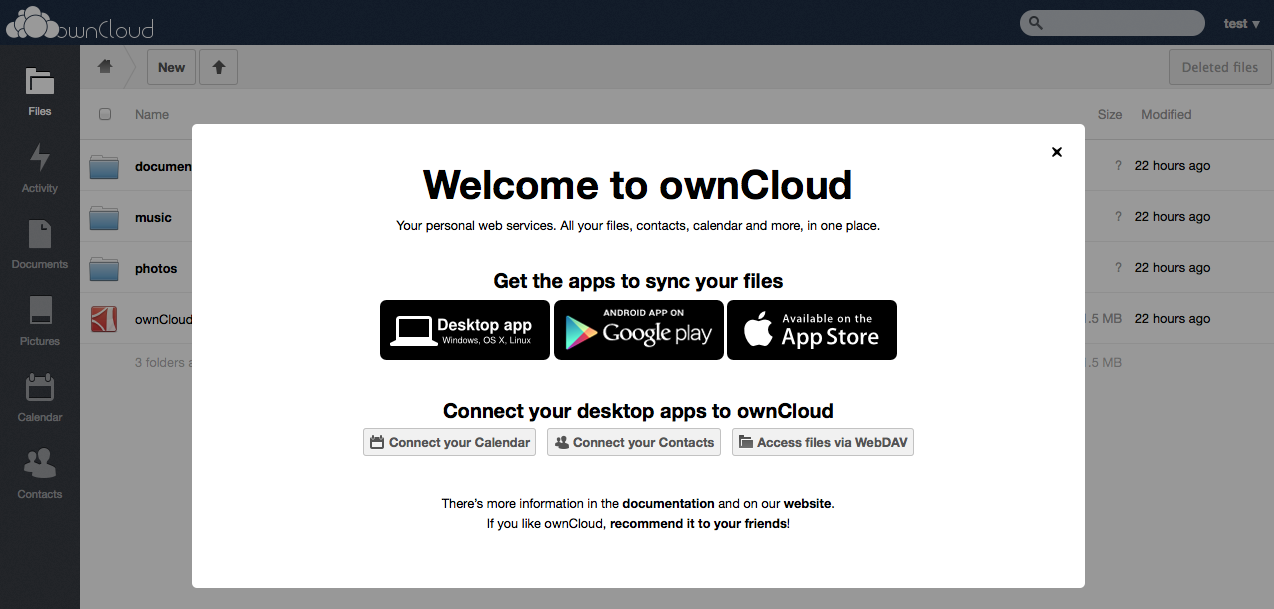 ownCloud
test ▾
Files
Activity
Documents
Pictures
Calendar
Contacts
New
Deleted files
Name
Size
Modified
documen
? 22 hours ago
music
? 22 hours ago
photos
? 22 hours ago
ownCloud
.5 MB 22 hours ago
3 folders a
.5 MB
Welcome to ownCloud
Your personal web services. All your files, contacts, calendar and more, in one place.
Get the apps to sync your files
Desktop app
Windows, OS X, Linux
ANDROID APP ON
Google play
Available on the
App Store
Connect your desktop apps to ownCloud
Connect your Calendar
Connect your Contacts
Access files via WebDAV
There's more information in the documentation and on our website.
If you like ownCloud, recommend it to your friends!